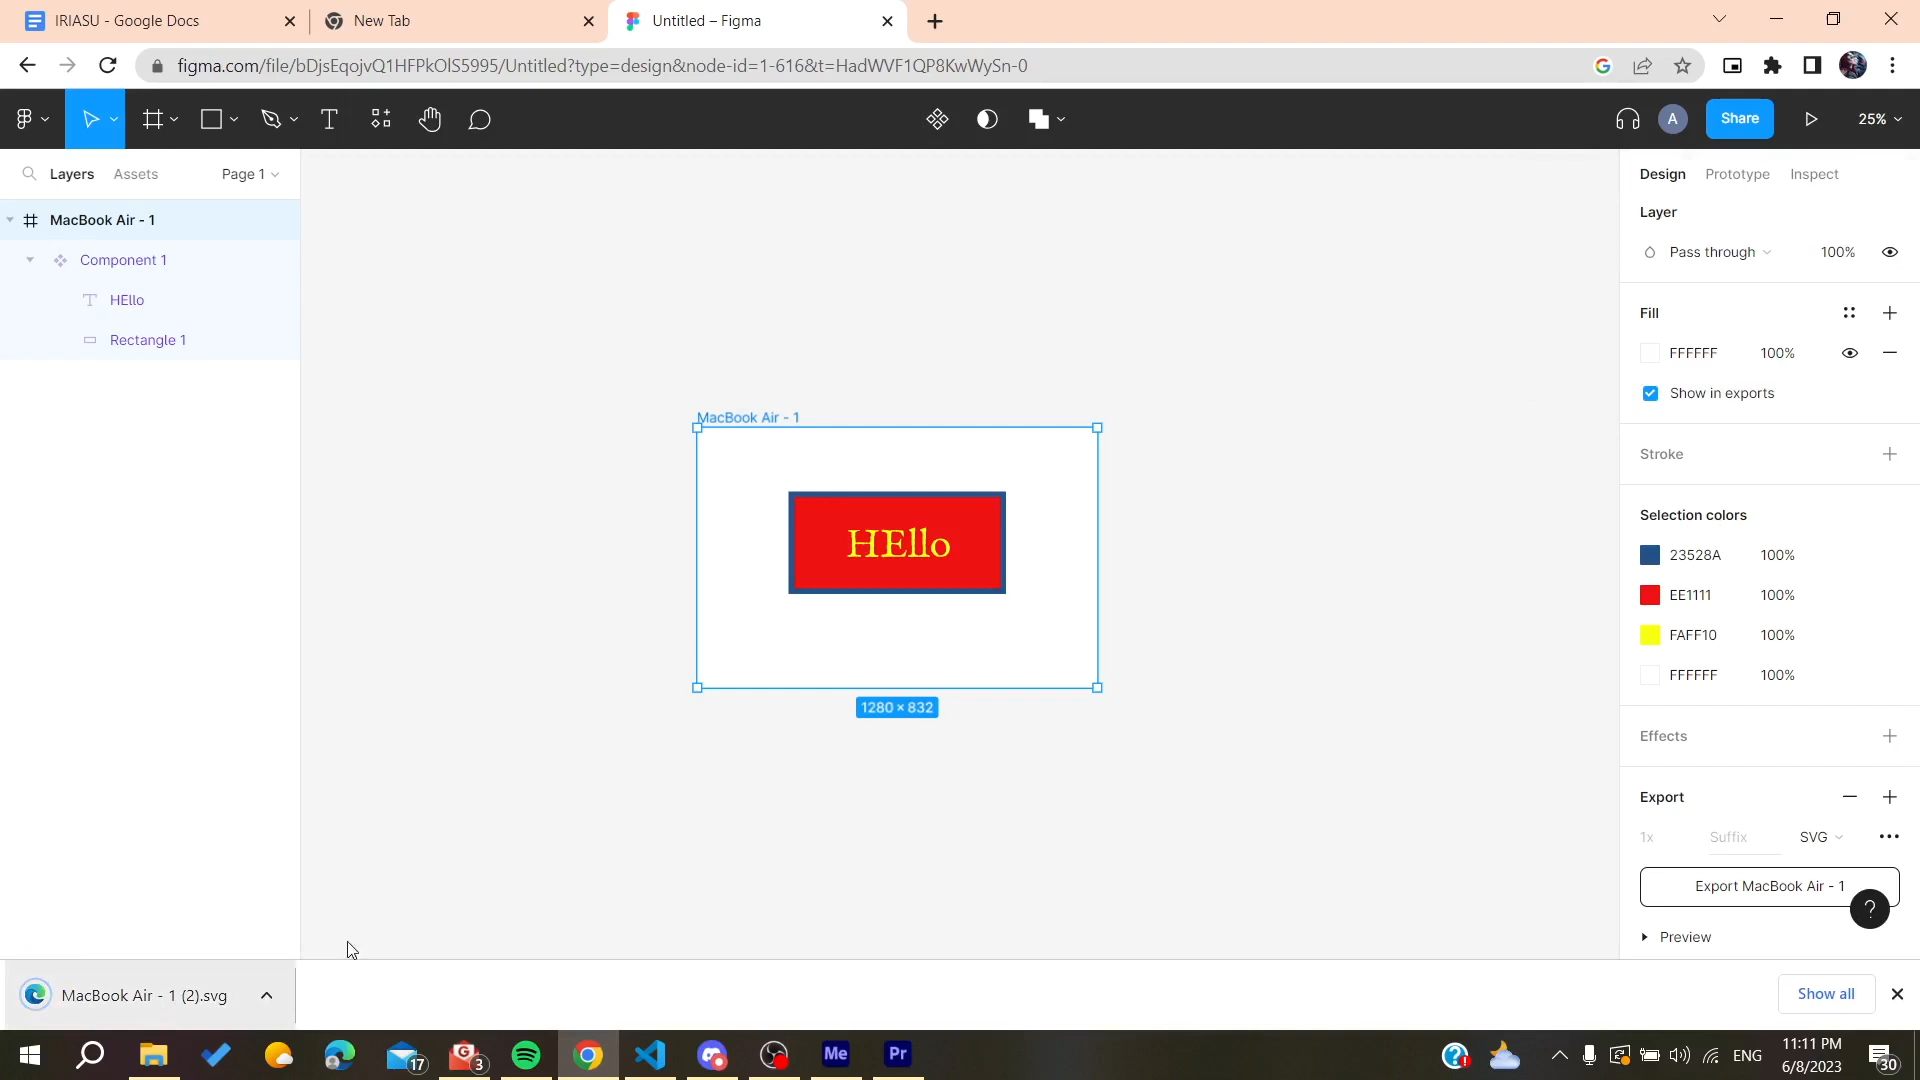 IRIASU - Google Docs
New Tab
Untitled – Figma
figma.com/file/bDjsEqojvQ1HFPkOlS5995/Untitled?type=design&node-id=1-616&t=HadWVF1QP8KwWySn-0
A
Share
25%
Layers
Assets
Page 1
MacBook Air - 1
Component 1
HEllo
Rectangle 1
MacBook Air - 1
HEllo
1280 × 832
Design
Prototype
Inspect
Layer
Pass through
100%
Fill
FFFFFF
100%
Show in exports
Stroke
Selection colors
23528A
100%
EE1111
100%
FAFF10
100%
FFFFFF
100%
Effects
Export
1x
Suffix
SVG
Export MacBook Air - 1
?
Preview
MacBook Air - 1 (2).svg
Show all
17
3
Me
Pr
ENG
11:11 PM
6/8/2023
30